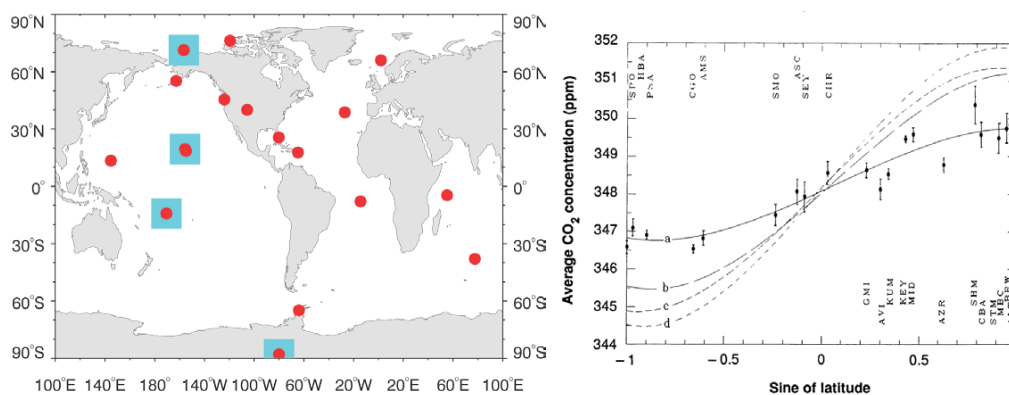 90°N
60°N
30°N
0°
30°S
60°S
90°S
90°N
60°N
30°N
0°
30°S
60°S
90°S
100°E 140°E 180° 140°W 100°W 60°W 20°W 20°E 60°E 100°E
Average CO2 concentration (ppm)
352
351
350
349
348
347
346
345
344
SPO
HBA
PSA
CGO
AMS
SMO
ASC
SEY
CHR
a
b
c
d
GMI
AVI
KUM
KEY
MID
AZR
SHM
CBA
STM
MBC
BRW
-1 -0.5 0 0.5
Sine of latitude